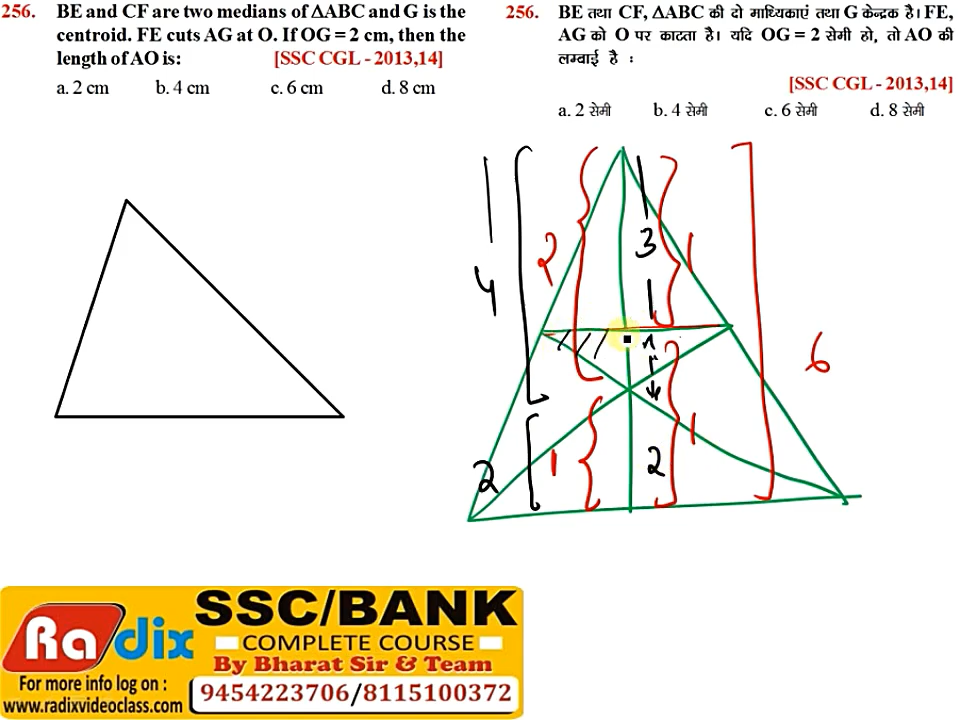 256. BE and CF are two medians of ΔABC and G is the
centroid. FE cuts AG at O. If OG = 2 cm, then the
length of AO is: [SSC CGL - 2013,14]
a. 2 cm b. 4 cm c. 6 cm d. 8 cm
256. BE तथा CF, ΔABC की दो माध्यिकाएं तथा G केन्द्रक है। FE,
AG को O पर काटता है। यदि OG = 2 सेमी हो, तो AO की
लम्बाई है :
[SSC CGL - 2013,14]
a. 2 सेमी b. 4 सेमी c. 6 सेमी d. 8 सेमी
2 3 1
4 6
2 1 2 1
Radix
SSC/BANK
COMPLETE COURSE
By Bharat Sir & Team
For more info log on :
www.radixvideoclass.com
9454223706/8115100372